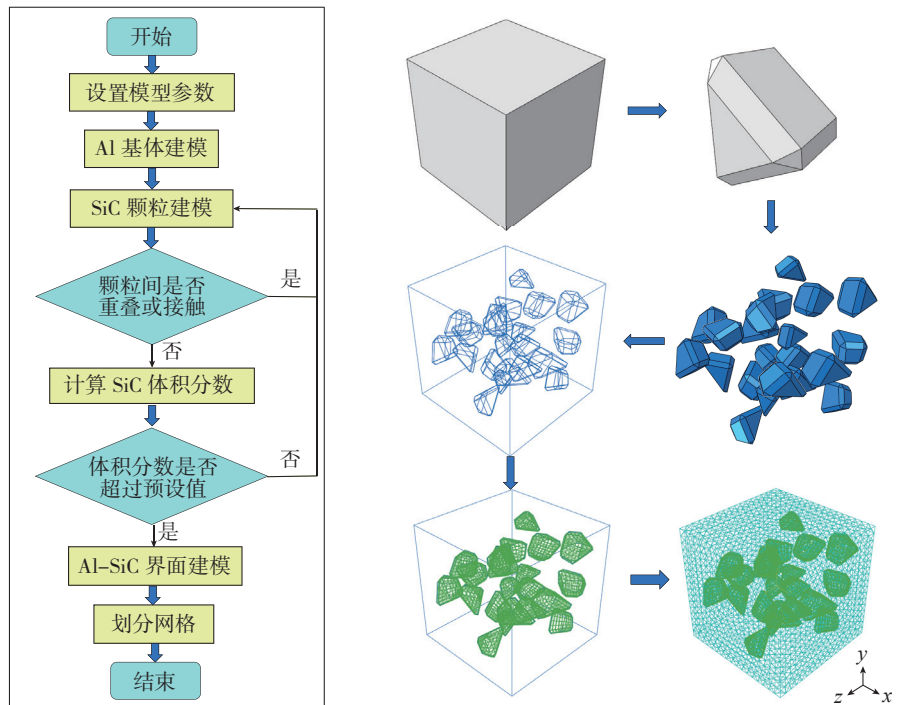 开始
设置模型参数
Al 基体建模
SiC 颗粒建模
颗粒间是否
重叠或接触
是
否
计算 SiC 体积分数
体积分数是否
超过预设值
否
是
Al-SiC 界面建模
划分网格
结束
y
z
x